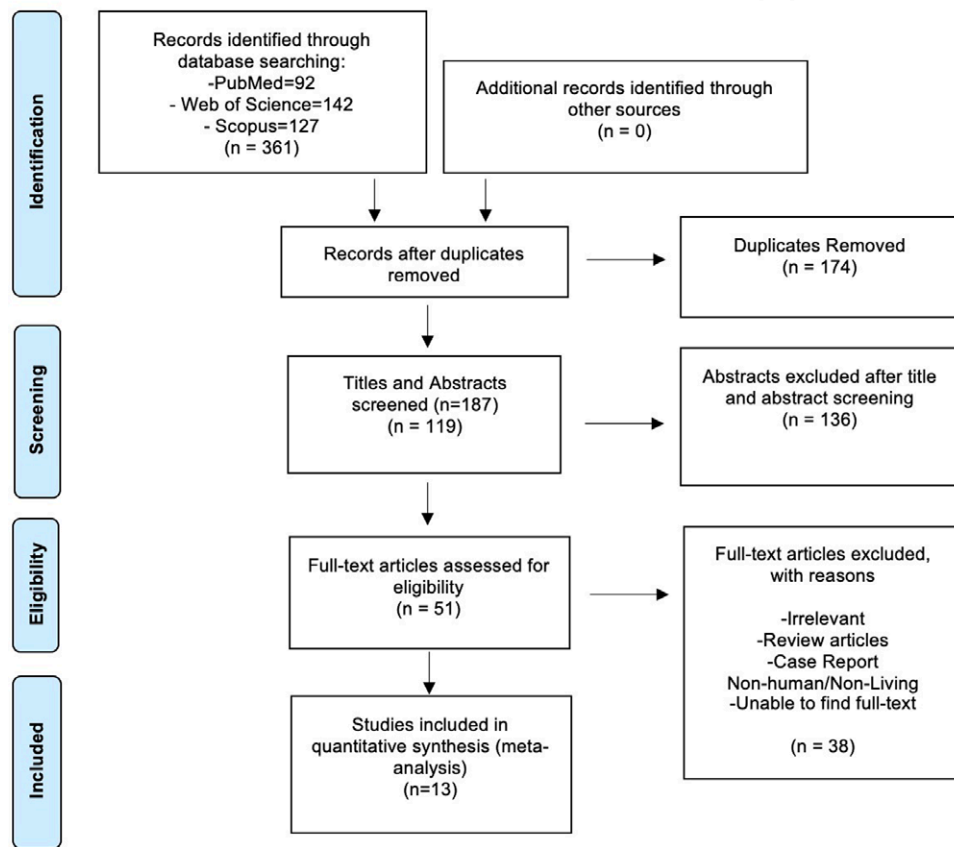 Identification
Records identified through
database searching:
-PubMed=92
- Web of Science=142
- Scopus=127
(n = 361)
Additional records identified through
other sources
(n = 0)
Records after duplicates
removed
Duplicates Removed
(n = 174)
Screening
Titles and Abstracts
screened (n=187)
(n = 119)
Abstracts excluded after title
and abstract screening
(n = 136)
Eligibility
Full-text articles assessed for
eligibility
(n = 51)
Full-text articles excluded,
with reasons
-Irrelevant
-Review articles
-Case Report
Non-human/Non-Living
-Unable to find full-text
(n = 38)
Included
Studies included in
quantitative synthesis (meta-
analysis)
(n=13)